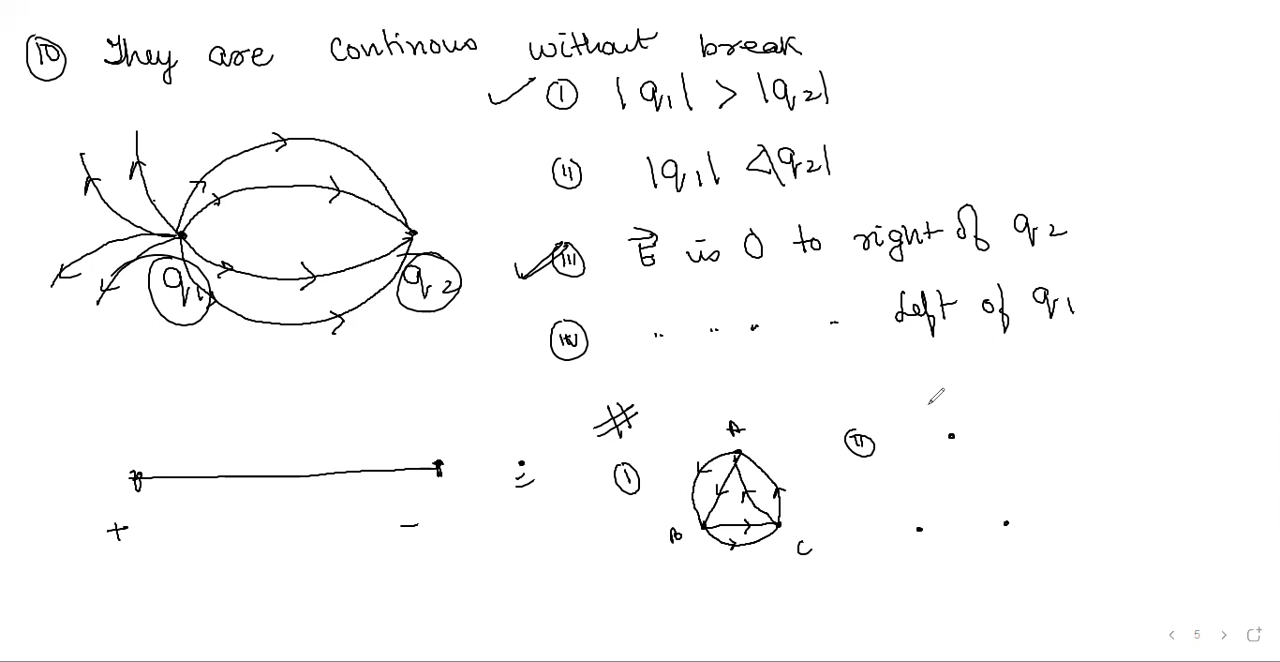 10 They are continous without break
I |q1| > |q2|
II |q1| < |q2|
III E is 0 to right of q2
IV " " " " left of q1
q1 q2
+ −
#
I A B C
II
5